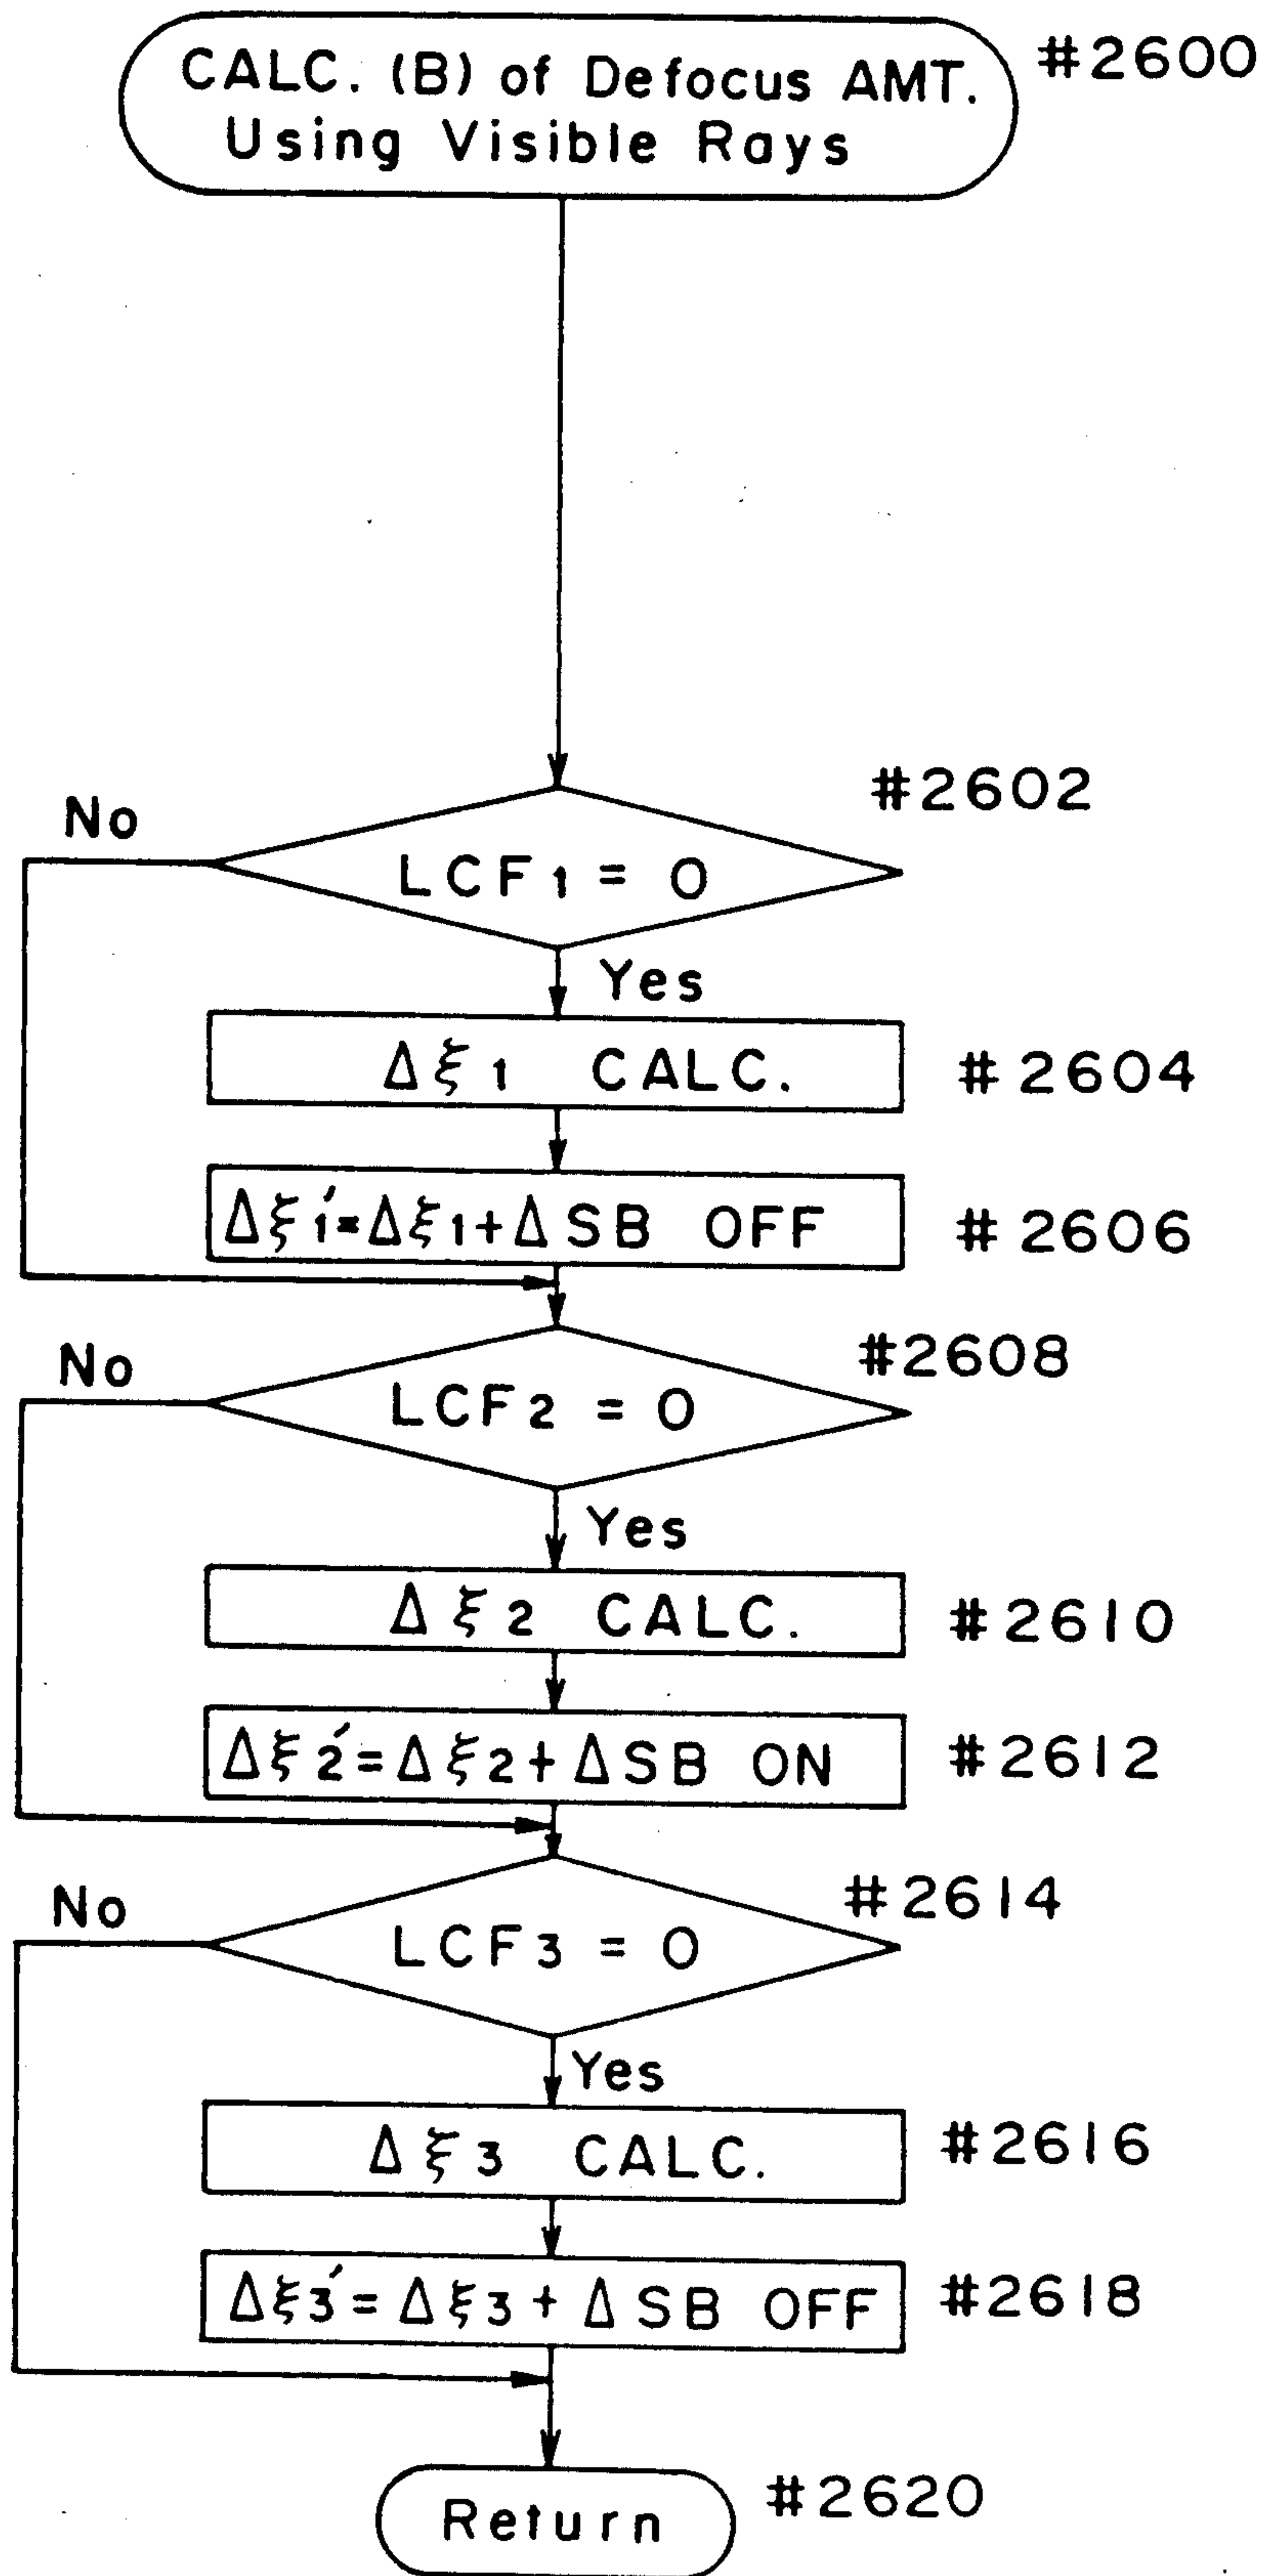 CALC. (B) of Defocus AMT.
Using Visible Rays
#2600
#2602
No
LCF1 = 0
Yes
Δξ1 CALC.
#2604
Δξ1′=Δξ1+ΔSB OFF
#2606
#2608
No
LCF2 = 0
Yes
Δξ2 CALC.
#2610
Δξ2′=Δξ2+ΔSB ON
#2612
#2614
No
LCF3 = 0
Yes
Δξ3 CALC.
#2616
Δξ3′=Δξ3+ΔSB OFF
#2618
Return
#2620